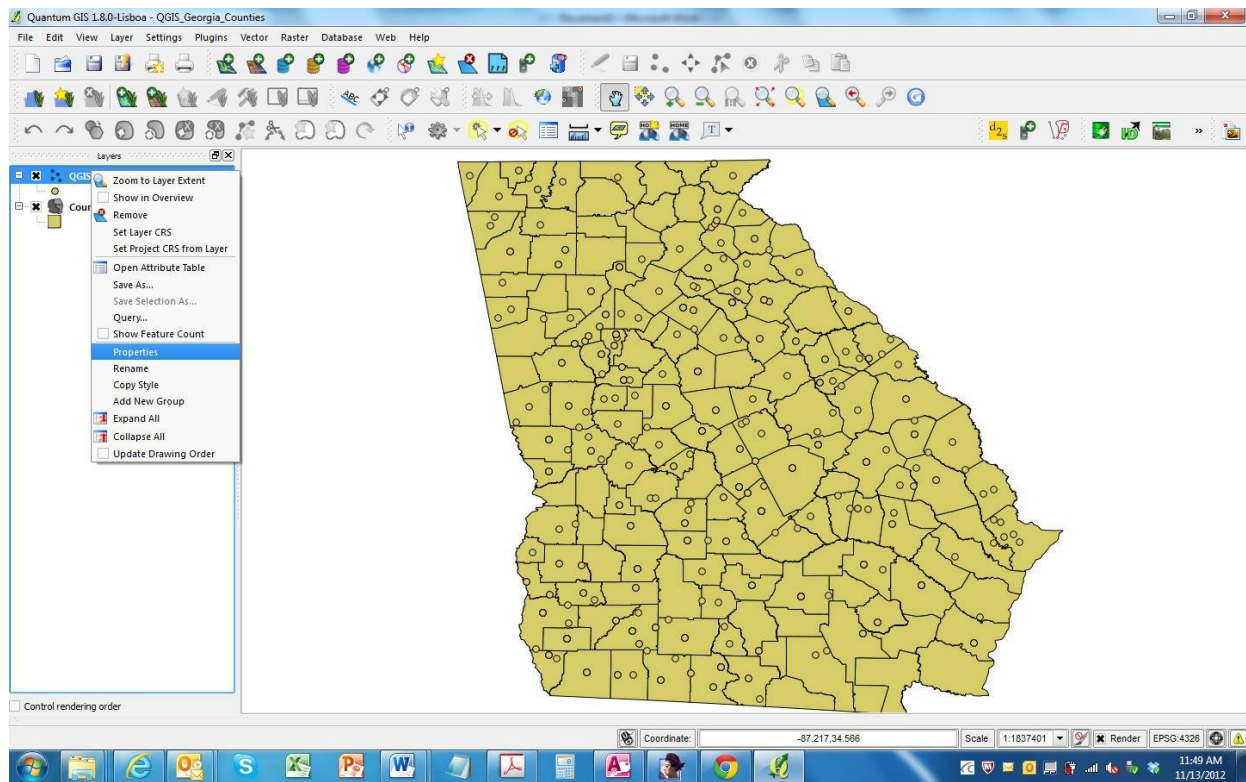 Quantum GIS 1.8.0-Lisboa - QGIS_Georgia_Counties
File Edit View Layer Settings Plugins Vector Raster Database Web Help
Layers
QGIS
Coun
Zoom to Layer Extent
Show in Overview
Remove
Set Layer CRS
Set Project CRS from Layer
Open Attribute Table
Save As...
Save Selection As...
Query...
Show Feature Count
Properties
Rename
Copy Style
Add New Group
Expand All
Collapse All
Update Drawing Order
Control rendering order
Coordinate: -87.217,34.566 Scale 1:1837401 Render EPSG:4326
11:49 AM
11/13/2012